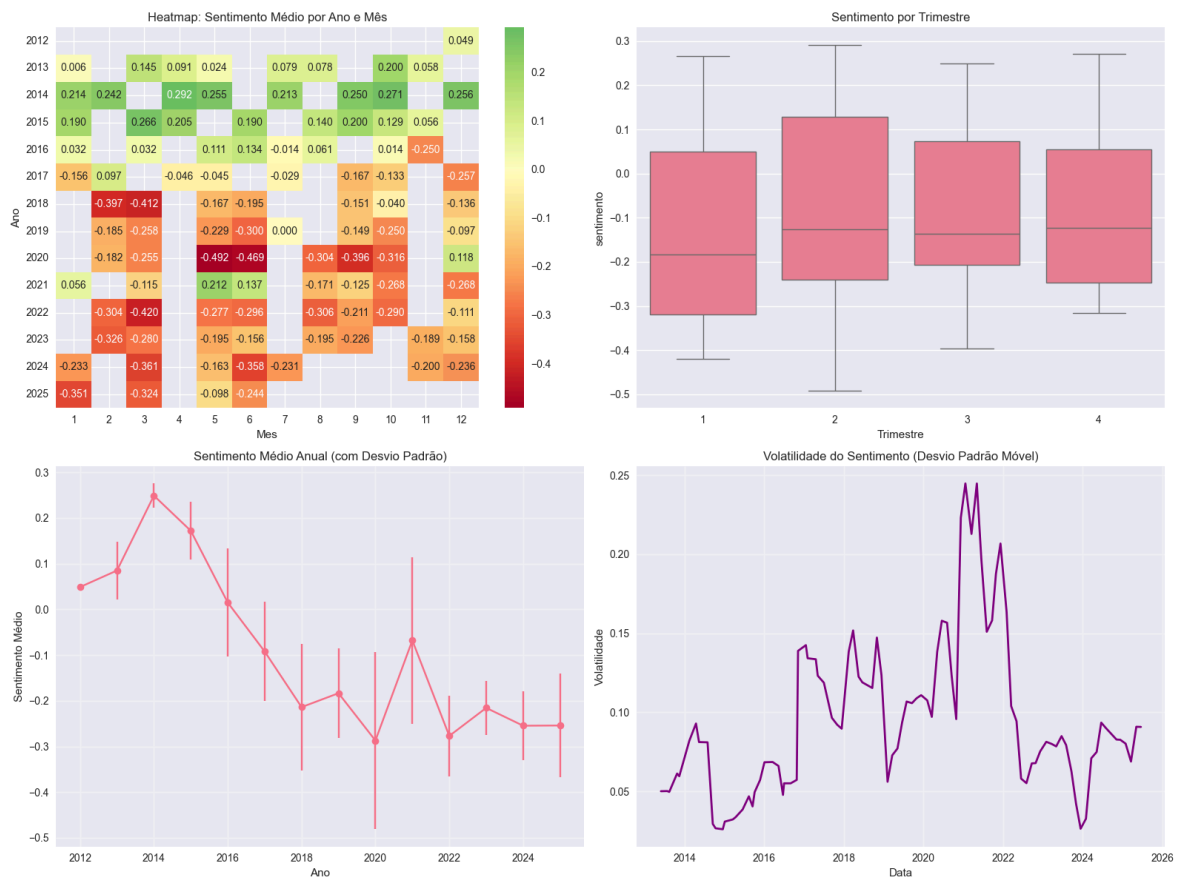 Heatmap: Sentimento Médio por Ano e Mês
2012 0.049
2013 0.006 0.145 0.091 0.024 0.079 0.078 0.200 0.058
2014 0.214 0.242 0.292 0.255 0.213 0.250 0.271 0.256
2015 0.190 0.266 0.205 0.190 0.140 0.200 0.129 0.056
2016 0.032 0.032 0.111 0.134 -0.014 0.061 0.014 -0.250
2017 -0.156 0.097 -0.046 -0.045 -0.029 -0.167 -0.133 -0.257
2018 -0.397 -0.412 -0.167 -0.195 -0.151 -0.040 -0.136
2019 -0.185 -0.258 -0.229 -0.300 0.000 -0.149 -0.250 -0.097
2020 -0.182 -0.255 -0.492 -0.469 -0.304 -0.396 -0.316 0.118
2021 0.056 -0.115 0.212 0.137 -0.171 -0.125 -0.268 -0.268
2022 -0.304 -0.420 -0.277 -0.296 -0.306 -0.211 -0.290 -0.111
2023 -0.326 -0.280 -0.195 -0.156 -0.195 -0.226 -0.189 -0.158
2024 -0.233 -0.361 -0.163 -0.358 -0.231 -0.200 -0.236
2025 -0.351 -0.324 -0.098 -0.244
1 2 3 4 5 6 7 8 9 10 11 12
Mes
Ano
0.2
0.1
0.0
−0.1
−0.2
−0.3
−0.4
Sentimento por Trimestre
0.3
0.2
0.1
0.0
−0.1
−0.2
−0.3
−0.4
−0.5
sentimento
1 2 3 4
Trimestre
Sentimento Médio Anual (com Desvio Padrão)
0.3
0.2
0.1
0.0
−0.1
−0.2
−0.3
−0.4
−0.5
Sentimento Médio
2012 2014 2016 2018 2020 2022 2024
Ano
Volatilidade do Sentimento (Desvio Padrão Móvel)
0.25
0.20
0.15
0.10
0.05
Volatilidade
2014 2016 2018 2020 2022 2024 2026
Data